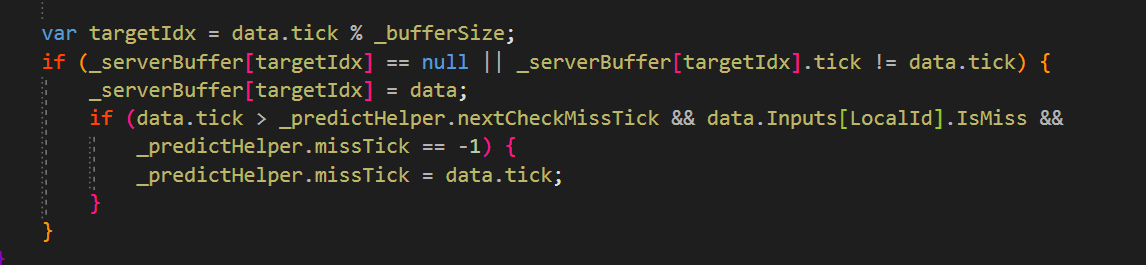 var targetIdx = data.tick % _bufferSize;
if (_serverBuffer[targetIdx] == null || _serverBuffer[targetIdx].tick != data.tick) {
_serverBuffer[targetIdx] = data;
if (data.tick > _predictHelper.nextCheckMissTick && data.Inputs[LocalId].IsMiss &&
_predictHelper.missTick == -1) {
_predictHelper.missTick = data.tick;
}
}
}